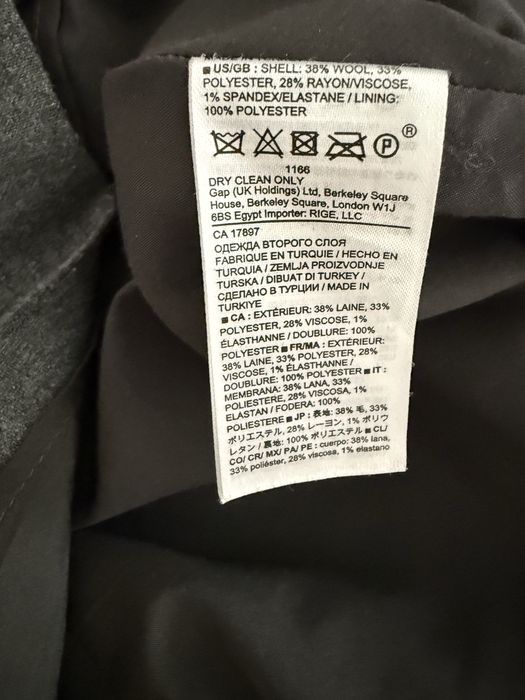 ■ US/GB : SHELL: 38% WOOL, 33%
POLYESTER, 28% RAYON/VISCOSE,
1% SPANDEX/ELASTANE / LINING:
100% POLYESTER
P ®
1166
DRY CLEAN ONLY
Gap (UK Holdings) Ltd, Berkeley Square
House, Berkeley Square, London W1J
6BS Egypt Importer: RIGE, LLC
CA 17897
ОДЕЖДА ВТОРОГО СЛОЯ
FABRIQUE EN TURQUIE / HECHO EN
TURQUIA / ZEMLJA PROIZVODNJE
TURSKA / DIBUAT DI TURKEY /
СДЕЛАНО В ТУРЦИИ / MADE IN
TURKIYE
■ CA : EXTÉRIEUR: 38% LAINE, 33%
POLYESTER, 28% VISCOSE, 1%
ÉLASTHANNE / DOUBLURE: 100%
POLYESTER ■ FR/MA : EXTÉRIEUR:
38% LAINE, 33% POLYESTER, 28%
VISCOSE, 1% ÉLASTHANNE /
DOUBLURE: 100% POLYESTER ■ IT :
MEMBRANA: 38% LANA, 33%
POLIESTERE, 28% VISCOSA, 1%
ELASTAN / FODERA: 100%
POLIESTERE ■ JP : 表地: 38% 毛, 33%
ポリエステル, 28% レーヨン, 1% ポリウ
レタン / 裏地: 100% ポリエステル ■ CL/
CO/ CR/ MX/ PA/ PE : cuerpo: 38% lana,
33% poliéster, 28% viscosa, 1% elastano